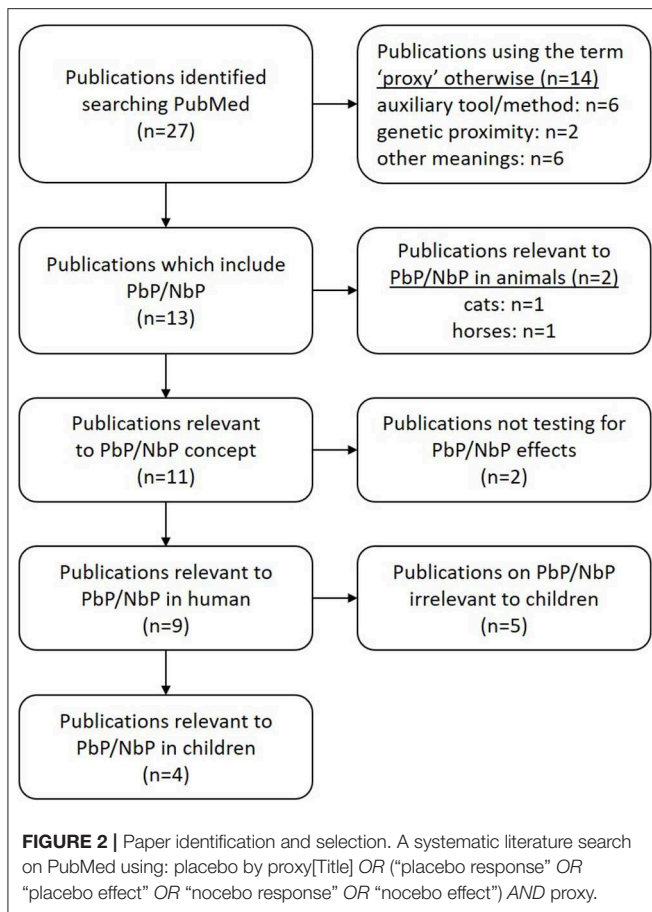 Publications identified
searching PubMed
(n=27)
Publications using the term
‘proxy’ otherwise (n=14)
auxiliary tool/method: n=6
genetic proximity: n=2
other meanings: n=6
Publications which include
PbP/NbP
(n=13)
Publications relevant to
PbP/NbP in animals (n=2)
cats: n=1
horses: n=1
Publications relevant
to PbP/NbP concept
(n=11)
Publications not testing for
PbP/NbP effects
(n=2)
Publications relevant to
PbP/NbP in human
(n=9)
Publications on PbP/NbP
irrelevant to children
(n=5)
Publications relevant to
PbP/NbP in children
(n=4)
FIGURE 2 | Paper identification and selection. A systematic literature search
on PubMed using: placebo by proxy[Title] OR (“placebo response” OR
“placebo effect” OR “nocebo response” OR “nocebo effect”) AND proxy.